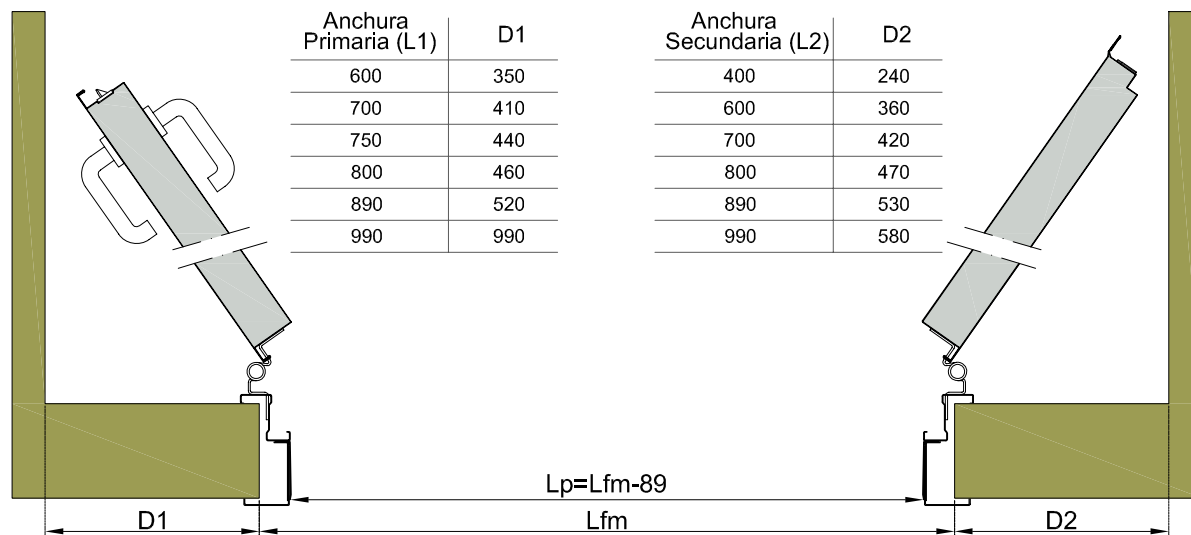 Anchura
Primaria (L1) D1
600 350
700 410
750 440
800 460
890 520
990 990
Anchura
Secundaria (L2) D2
400 240
600 360
700 420
800 470
890 530
990 580
Lp=Lfm-89
D1 Lfm D2